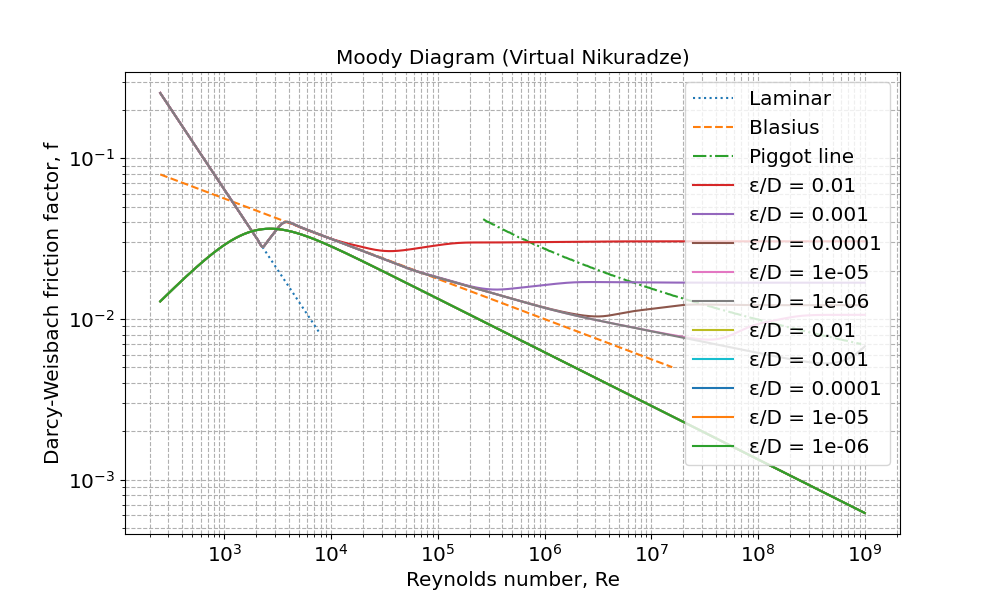 Moody Diagram (Virtual Nikuradze)
Darcy-Weisbach friction factor, f
10⁻¹
10⁻²
10⁻³
Laminar
Blasius
Piggot line
ε/D = 0.01
ε/D = 0.001
ε/D = 0.0001
ε/D = 1e-05
ε/D = 1e-06
ε/D = 0.01
ε/D = 0.001
ε/D = 0.0001
ε/D = 1e-05
ε/D = 1e-06
10³ 10⁴ 10⁵ 10⁶ 10⁷ 10⁸ 10⁹
Reynolds number, Re